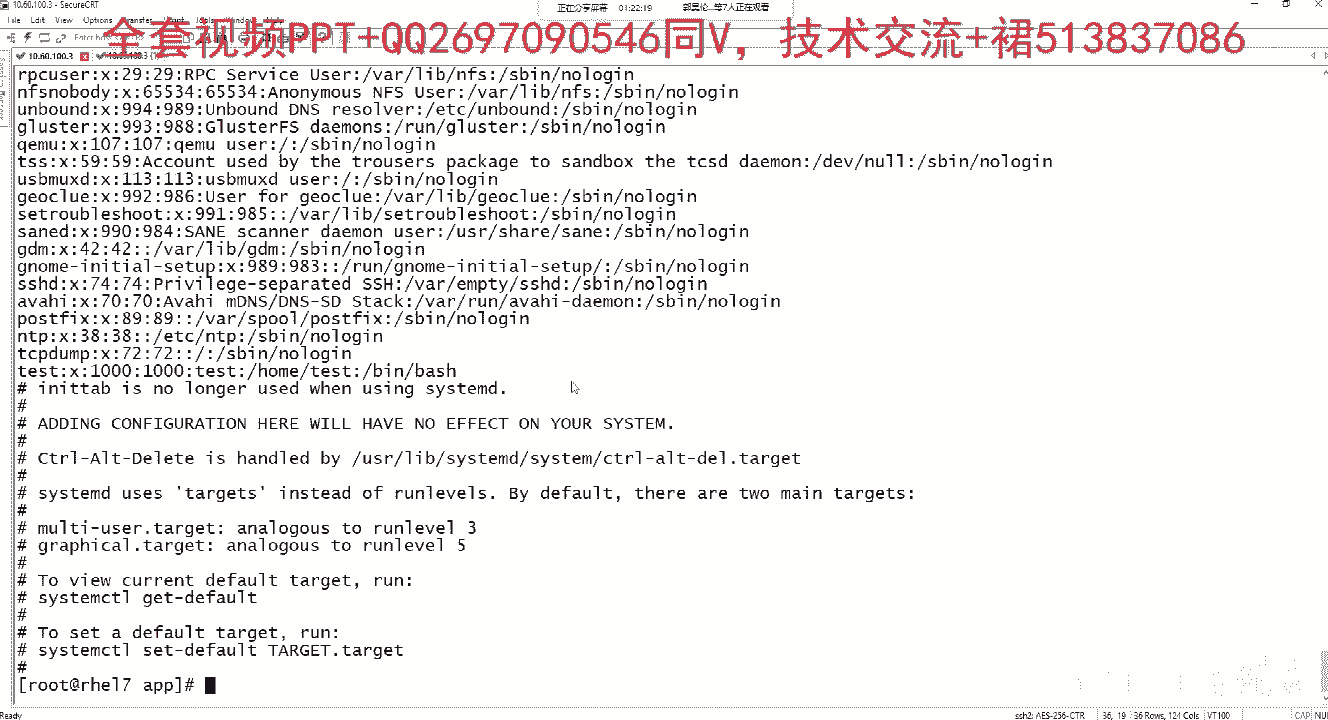 10.60.100.3 - SecureCRT
正在分享屏幕 01:22:19
File Edit View Options
全套视频PPT+QQ2697090546同V，技术交流+裙513837086
10.60.100.3
rpcuser:x:29:29:RPC Service User:/var/lib/nfs:/sbin/nologin
nfsnobody:x:65534:65534:Anonymous NFS User:/var/lib/nfs:/sbin/nologin
unbound:x:994:989:Unbound DNS resolver:/etc/unbound:/sbin/nologin
gluster:x:993:988:GlusterFS daemons:/run/gluster:/sbin/nologin
qemu:x:107:107:qemu user:/:/sbin/nologin
tss:x:59:59:Account used by the trousers package to sandbox the tcsd daemon:/dev/null:/sbin/nologin
usbmuxd:x:113:113:usbmuxd user:/:/sbin/nologin
geoclue:x:992:986:User for geoclue:/var/lib/geoclue:/sbin/nologin
setroubleshoot:x:991:985::/var/lib/setroubleshoot:/sbin/nologin
saned:x:990:984:SANE scanner daemon user:/usr/share/sane:/sbin/nologin
gdm:x:42:42::/var/lib/gdm:/sbin/nologin
gnome-initial-setup:x:989:983::/run/gnome-initial-setup/:/sbin/nologin
sshd:x:74:74:Privilege-separated SSH:/var/empty/sshd:/sbin/nologin
avahi:x:70:70:Avahi mDNS/DNS-SD Stack:/var/run/avahi-daemon:/sbin/nologin
postfix:x:89:89::/var/spool/postfix:/sbin/nologin
ntp:x:38:38::/etc/ntp:/sbin/nologin
tcpdump:x:72:72::/:/sbin/nologin
test:x:1000:1000:test:/home/test:/bin/bash
# inittab is no longer used when using systemd.
#
# ADDING CONFIGURATION HERE WILL HAVE NO EFFECT ON YOUR SYSTEM.
#
# Ctrl-Alt-Delete is handled by /usr/lib/systemd/system/ctrl-alt-del.target
#
# systemd uses 'targets' instead of runlevels. By default, there are two main targets:
#
# multi-user.target: analogous to runlevel 3
# graphical.target: analogous to runlevel 5
#
# To view current default target, run:
# systemctl get-default
#
# To set a default target, run:
# systemctl set-default TARGET.target
#
[root@rhel7 app]#
Ready ssh2: AES-256-CTR 36, 19 36 Rows, 124 Cols VT100 CAP NUM